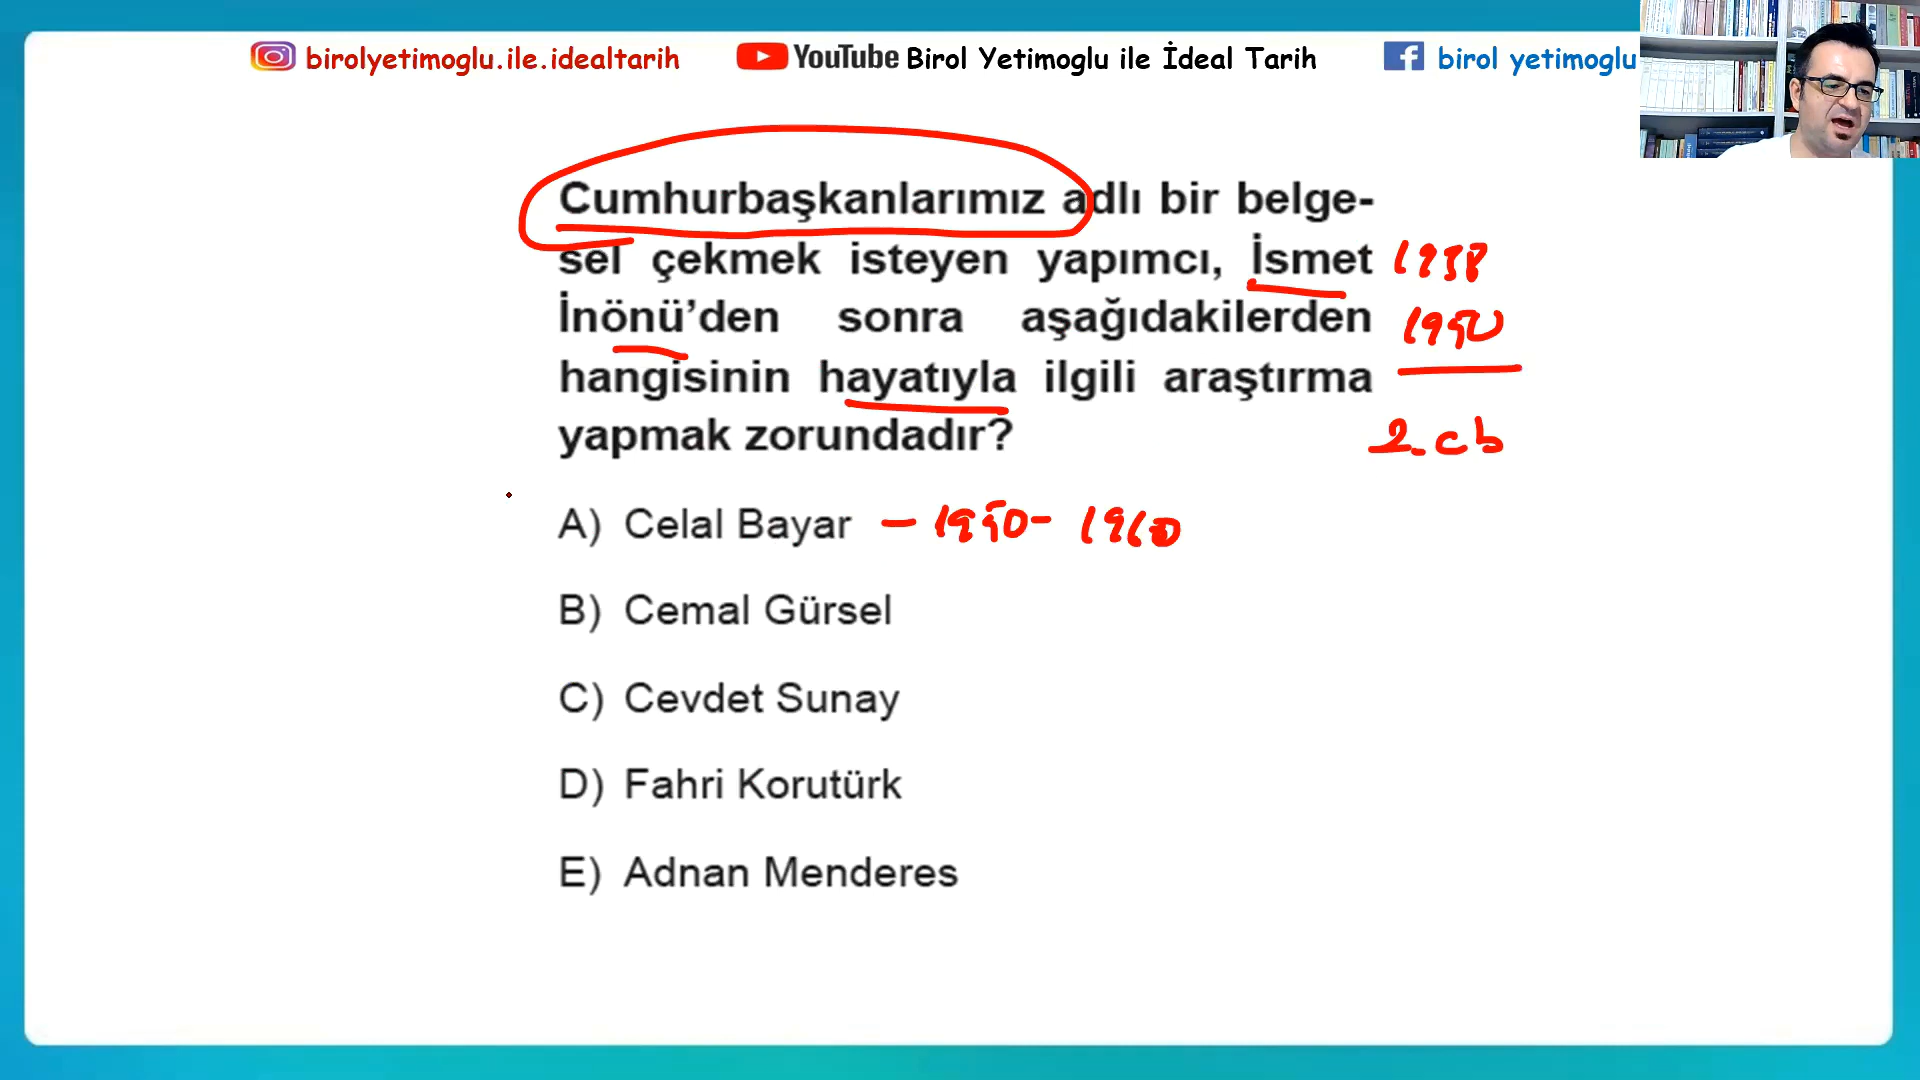 birolyetimoglu.ile.idealtarih YouTube Birol Yetimoglu ile İdeal Tarih birol yetimoglu
Cumhurbaşkanlarımız adlı bir belge-
sel çekmek isteyen yapımcı, İsmet 1938
İnönü'den sonra aşağıdakilerden 1950
hangisinin hayatıyla ilgili araştırma
yapmak zorundadır? 2.cb
A) Celal Bayar - 1950- 1960
B) Cemal Gürsel
C) Cevdet Sunay
D) Fahri Korutürk
E) Adnan Menderes